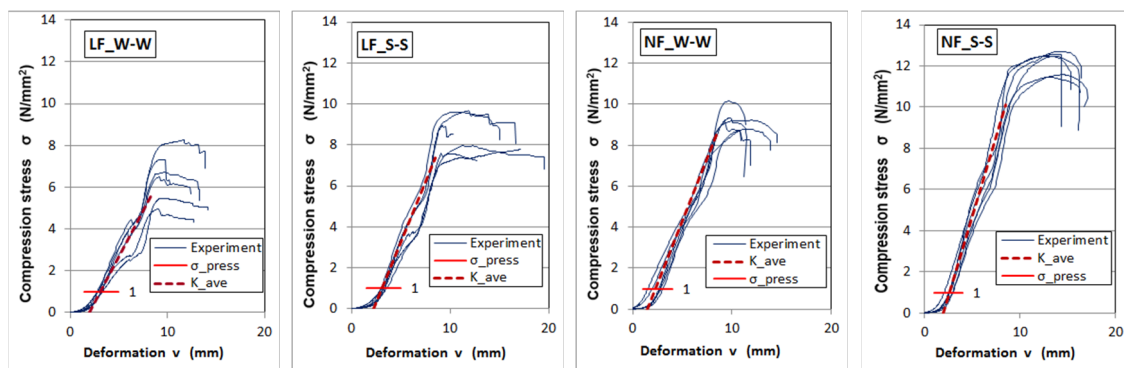 LF_W-W
Compression stress σ (N/mm²)
14
12
10
8
6
4
2
0
Experiment
σ_press
K_ave
1
0
10
20
Deformation v (mm)
LF_S-S
Compression stress σ (N/mm²)
14
12
10
8
6
4
2
0
Experiment
σ_press
K_ave
1
0
10
20
Deformation v (mm)
NF_W-W
Compression stress σ (N/mm²)
14
12
10
8
6
4
2
0
Experiment
K_ave
σ_press
1
0
10
20
Deformation v (mm)
NF_S-S
Compression stress σ (N/mm²)
14
12
10
8
6
4
2
0
Experiment
K_ave
σ_press
1
0
10
20
Deformation v (mm)